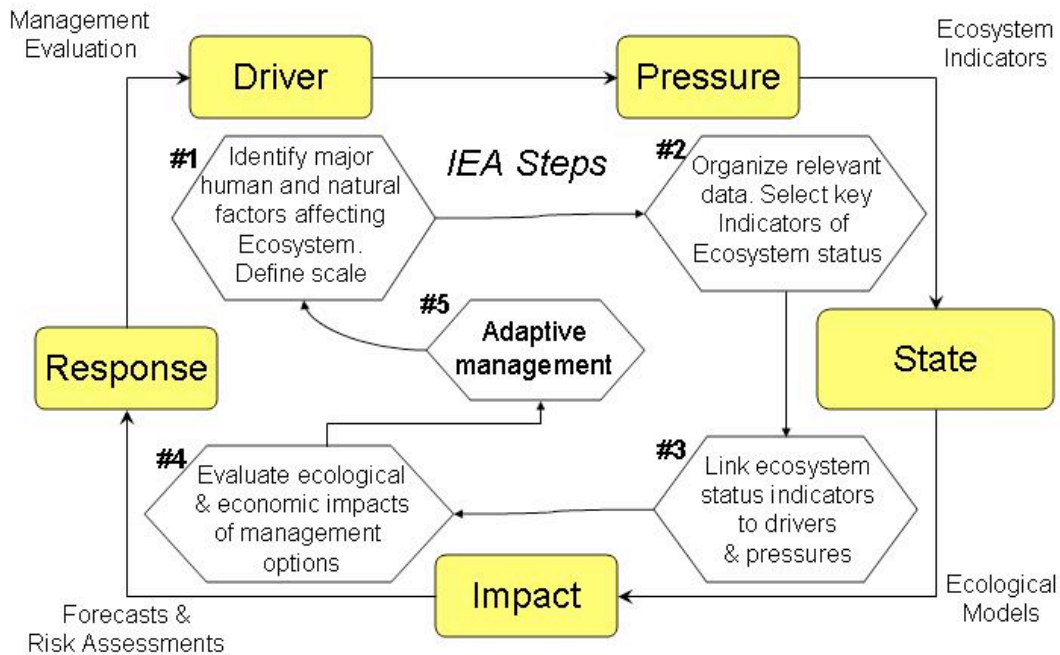 Management
Evaluation
Driver
Pressure
Ecosystem
Indicators
#1
Identify major
human and natural
factors affecting
Ecosystem.
Define scale
IEA Steps
#2
Organize relevant
data. Select key
Indicators of
Ecosystem status
#5
Adaptive
management
Response
State
#4
Evaluate ecological
& economic impacts
of management
options
#3
Link ecosystem
status indicators
to drivers
& pressures
Impact
Forecasts &
Risk Assessments
Ecological
Models